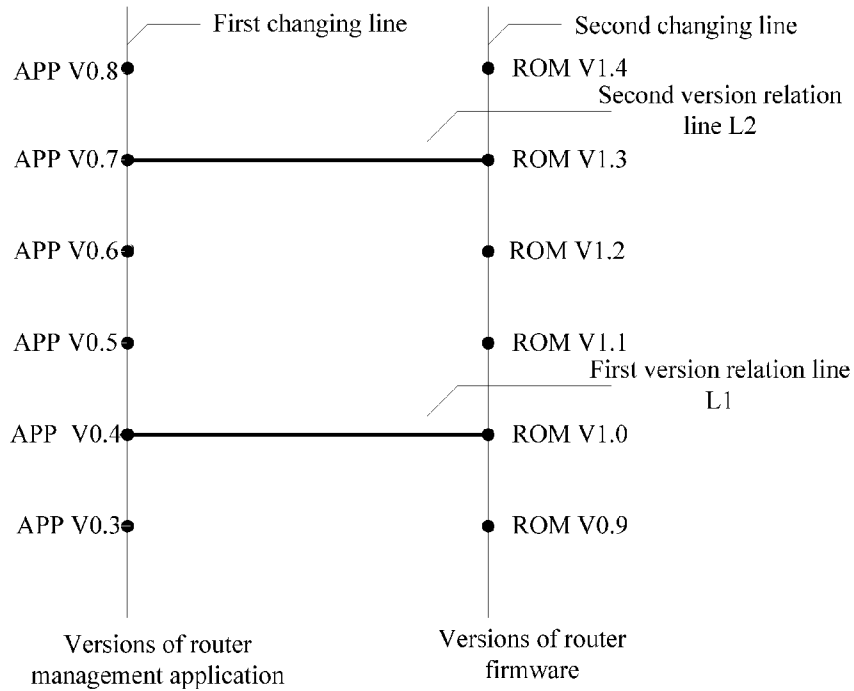 First changing line
Second changing line
APP V0.8
ROM V1.4
Second version relation
line L2
APP V0.7
ROM V1.3
APP V0.6
ROM V1.2
APP V0.5
ROM V1.1
First version relation line
L1
APP V0.4
ROM V1.0
APP V0.3
ROM V0.9
Versions of router
management application
Versions of router
firmware